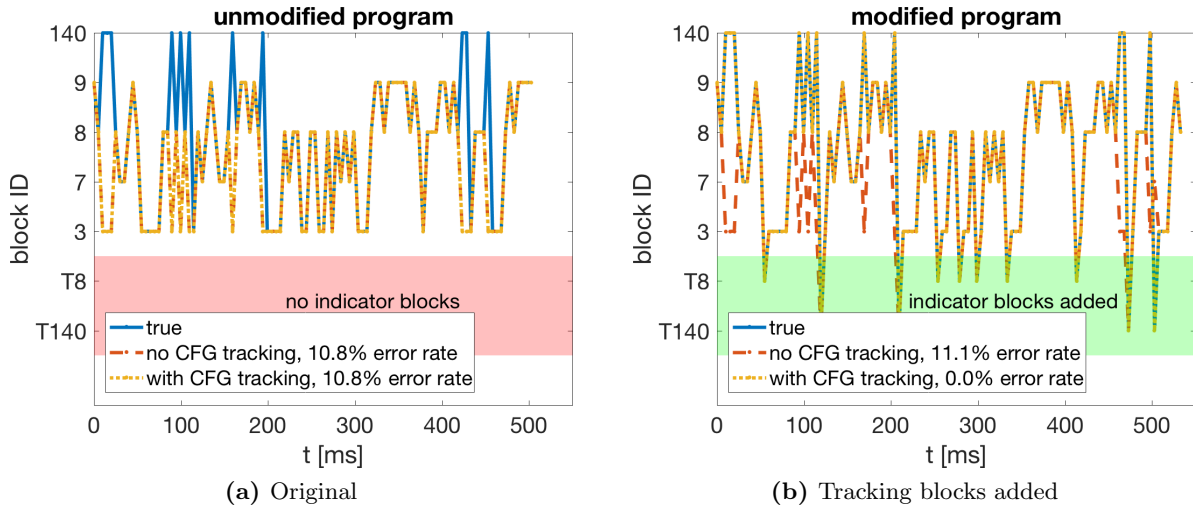 unmodified program
140
9
8
7
3
T8
T140
block ID
no indicator blocks
true
no CFG tracking, 10.8% error rate
with CFG tracking, 10.8% error rate
0 100 200 300 400 500
t [ms]
(a) Original
modified program
140
9
8
7
3
T8
T140
block ID
indicator blocks added
true
no CFG tracking, 11.1% error rate
with CFG tracking, 0.0% error rate
0 100 200 300 400 500
t [ms]
(b) Tracking blocks added